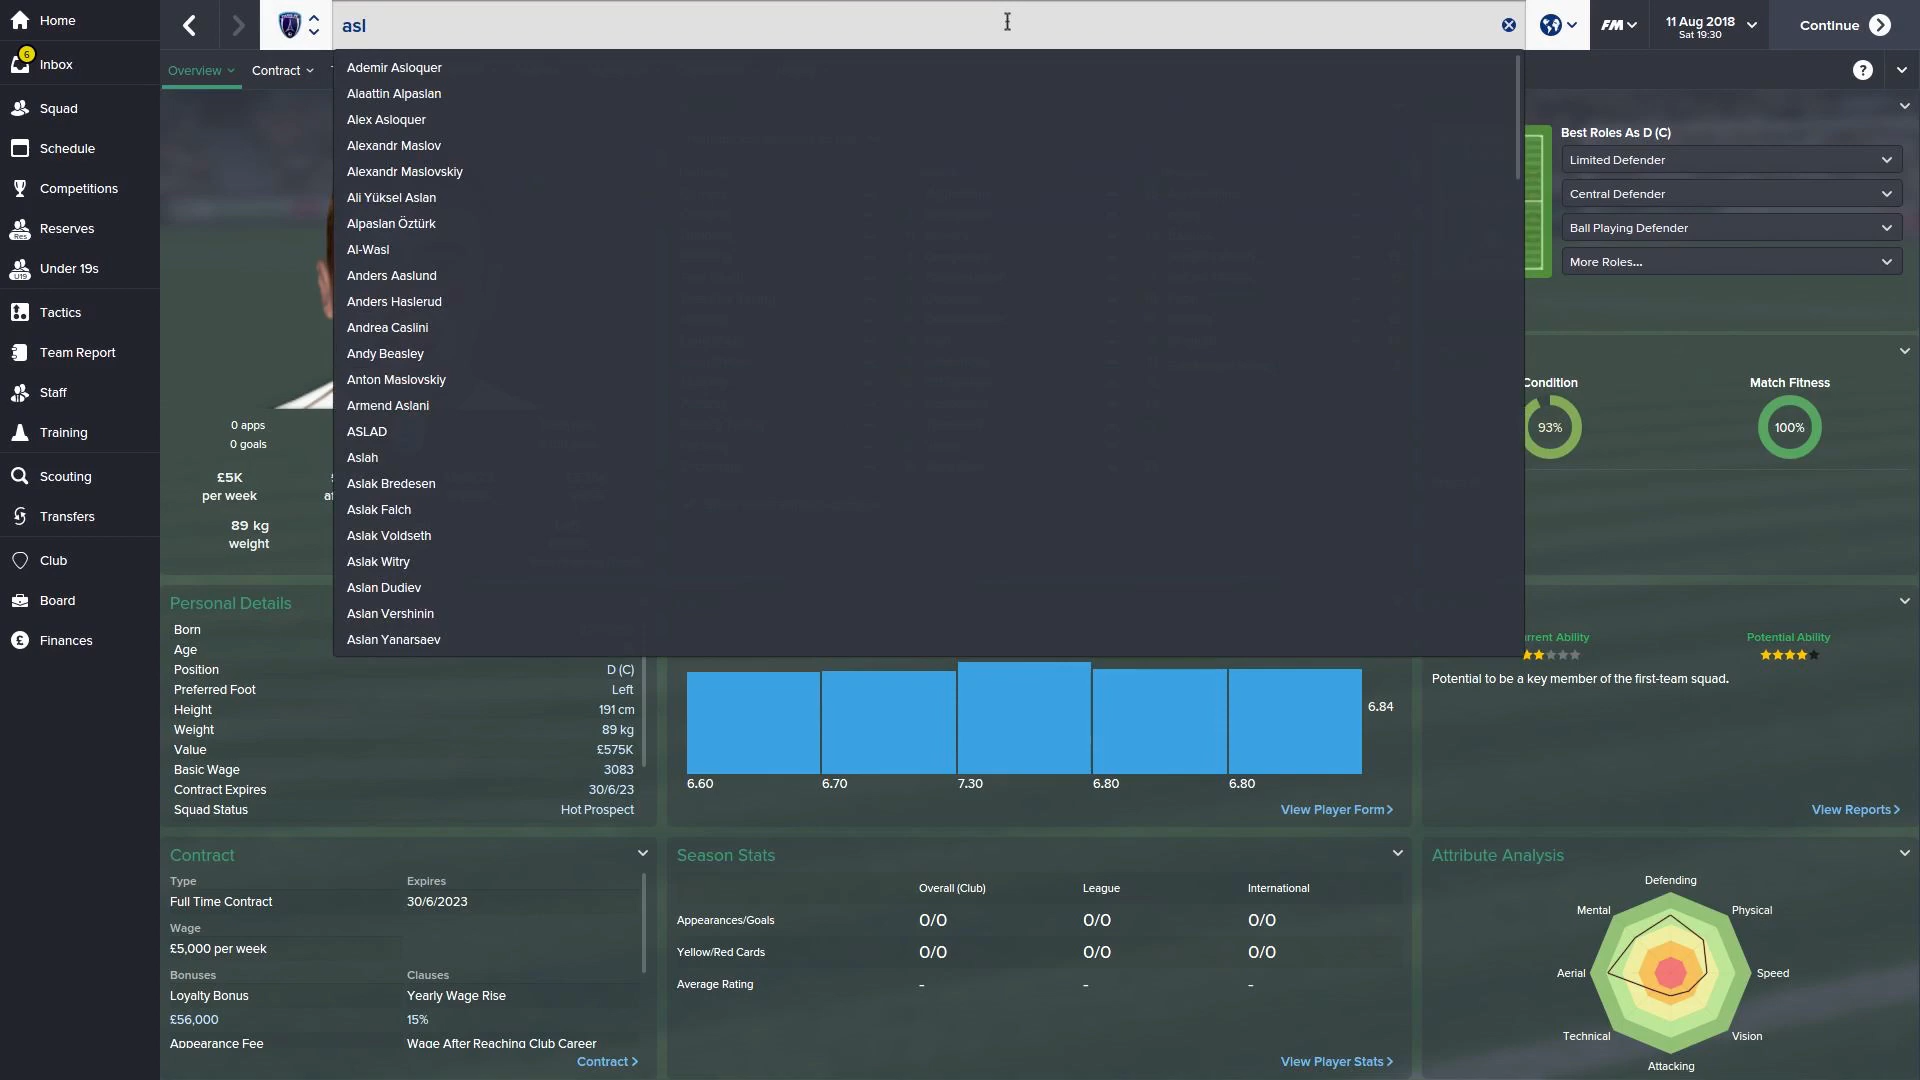 Home
asl
FM
11 Aug 2018
Sat 19:30
Continue
6
Inbox
Overview
Contract
?
Squad
Schedule
Competitions
Res
Reserves
U19
Under 19s
Tactics
Team Report
Staff
Training
Scouting
Transfers
Club
Board
£
Finances
Ademir Asloquer
Alaattin Alpaslan
Alex Asloquer
Alexandr Maslov
Alexandr Maslovskiy
Ali Yüksel Aslan
Alpaslan Öztürk
Al-Wasl
Anders Aaslund
Anders Haslerud
Andrea Caslini
Andy Beasley
Anton Maslovskiy
Armend Aslani
ASLAD
Aslah
Aslak Bredesen
Aslak Falch
Aslak Voldseth
Aslak Witry
Aslan Dudiev
Aslan Vershinin
Aslan Yanarsaev
Best Roles As D (C)
Limited Defender
Central Defender
Ball Playing Defender
More Roles...
Condition
Match Fitness
93%
100%
0 apps
0 goals
£5K
per week
89 kg
weight
Personal Details
Born
Age
Position D (C)
Preferred Foot Left
Height 191 cm
Weight 89 kg
Value £575K
Basic Wage 3083
Contract Expires 30/6/23
Squad Status Hot Prospect
6.84
6.60 6.70 7.30 6.80 6.80
View Player Form >
Ability
Potential Ability
Potential to be a key member of the first-team squad.
View Reports >
Contract
Type Expires
Full Time Contract 30/6/2023
Wage
£5,000 per week
Bonuses Clauses
Loyalty Bonus Yearly Wage Rise
£56,000 15%
Appearance Fee Wage After Reaching Club Career
Contract >
Season Stats
Overall (Club) League International
Appearances/Goals 0/0 0/0 0/0
Yellow/Red Cards 0/0 0/0 0/0
Average Rating - - -
View Player Stats >
Attribute Analysis
Defending
Mental Physical
Aerial Speed
Technical Vision
Attacking